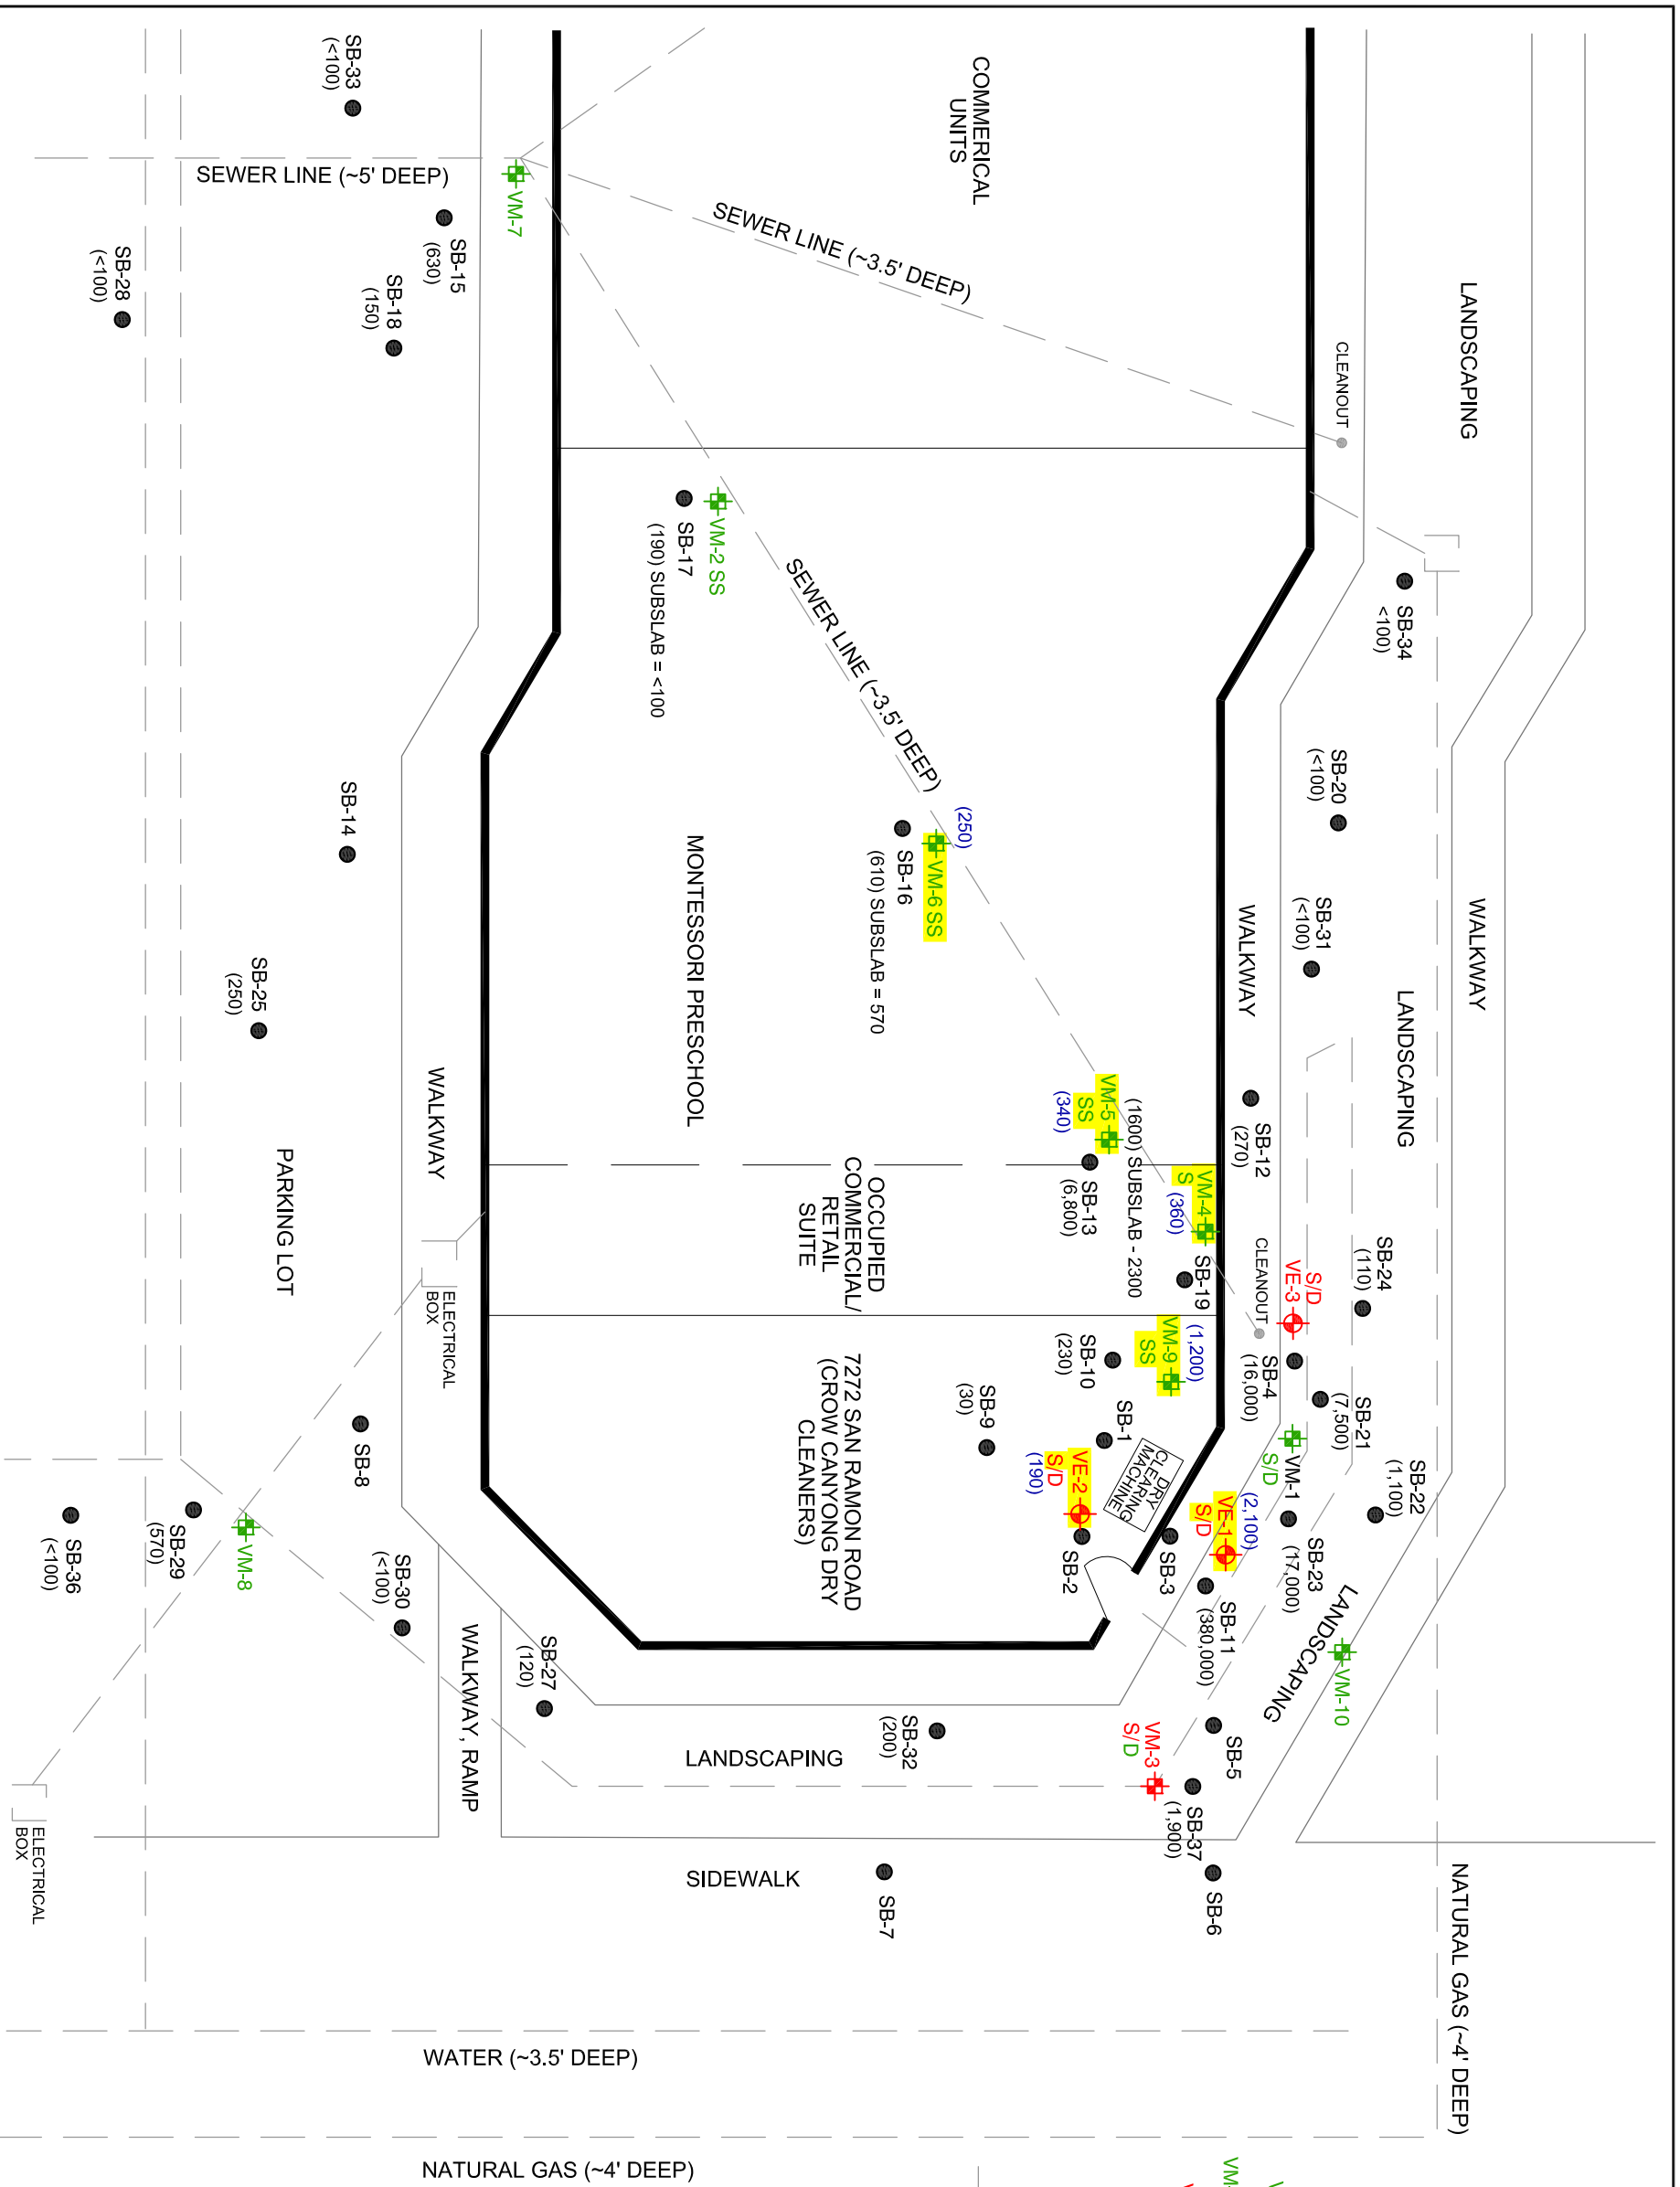 COMMERICAL
UNITS
LANDSCAPING
CLEANOUT
SB-33
(<100)
SEWER LINE (~5' DEEP)
VM-7
SB-15
(630)
SB-18
(150)
SB-28
(<100)
SEWER LINE (~3.5' DEEP)
SB-34
<100)
SB-17
(190) SUBSLAB = <100
VM-2 SS
SEWER LINE (~3.5' DEEP)
SB-20
(<100)
SB-31
(<100)
WALKWAY
WALKWAY
LANDSCAPING
(250)
VM-6 SS
SB-16
(610) SUBSLAB = 570
MONTESSORI PRESCHOOL
SB-14
SB-25
(250)
WALKWAY
PARKING LOT
SB-12
(270)
VM-5
SS
(340)
(1600) SUBSLAB - 2300
SB-13
(6,800)
VM-4
S
(360)
SB-19
CLEANOUT
OCCUPIED
COMMERCIAL/
RETAIL
SUITE
ELECTRICAL
BOX
SB-24
(110)
S/D
VE-3
SB-4
(16,000)
SB-21
(7,500)
SB-22
(1,100)
VM-1
S/D
SB-23
(17,000)
(1,200)
VM-9
SS
SB-10
(230)
SB-1
SB-9
(30)
DRY
CLEARING
MACHINE
VE-2
S/D
(190)
SB-2
SB-3
(2,100)
VE-1
S/D
SB-11
(380,000)
7272 SAN RAMON ROAD
(CROW CANYONG DRY
CLEANERS)
SB-8
SB-29
(570)
SB-36
(<100)
VM-8
SB-30
(<100)
SB-27
(120)
WALKWAY, RAMP
LANDSCAPING
VM-10
SB-5
SB-32
(200)
LANDSCAPING
VM-3
S/D
SB-37
(1,900)
SB-6
SB-7
SIDEWALK
ELECTRICAL
BOX
NATURAL GAS (~4' DEEP)
WATER (~3.5' DEEP)
NATURAL GAS (~4' DEEP)
VM